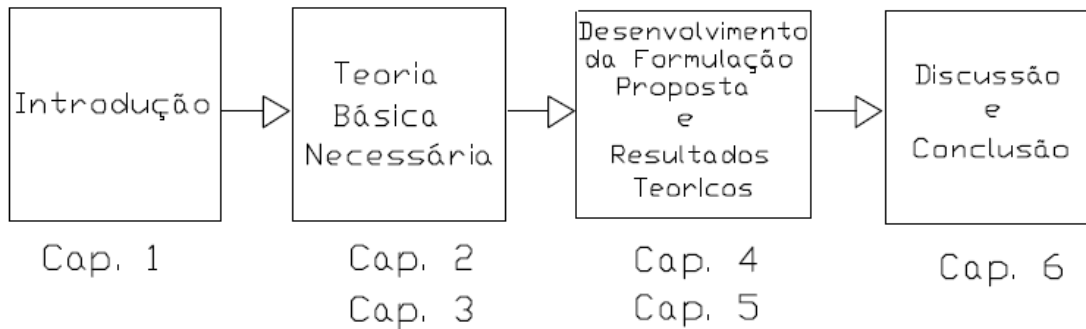 Introdução
Teoria
Básica
Necessária
Desenvolvimento
da Formulação
Proposta
e
Resultados
Teoricos
Discussão
e
Conclusão
Cap. 1
Cap. 2
Cap. 3
Cap. 4
Cap. 5
Cap. 6